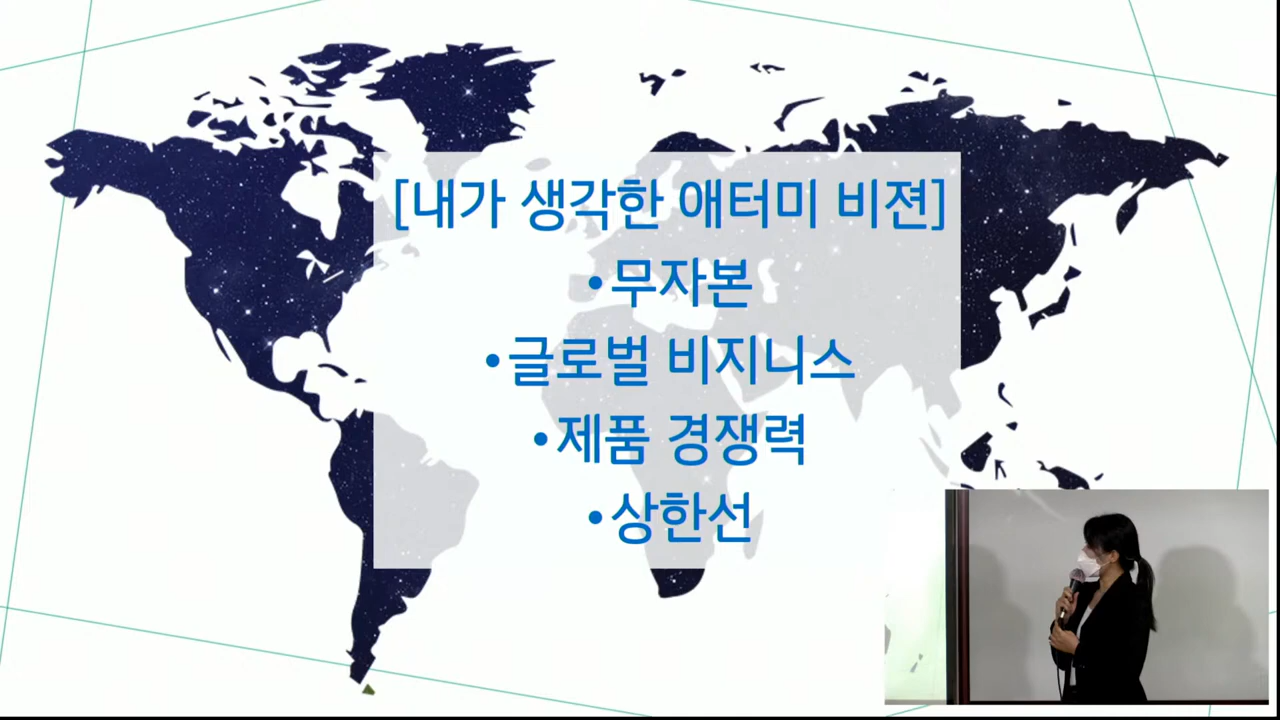 [내가 생각한 애터미 비젼]
•무자본
•글로벌 비지니스
•제품 경쟁력
•상한선